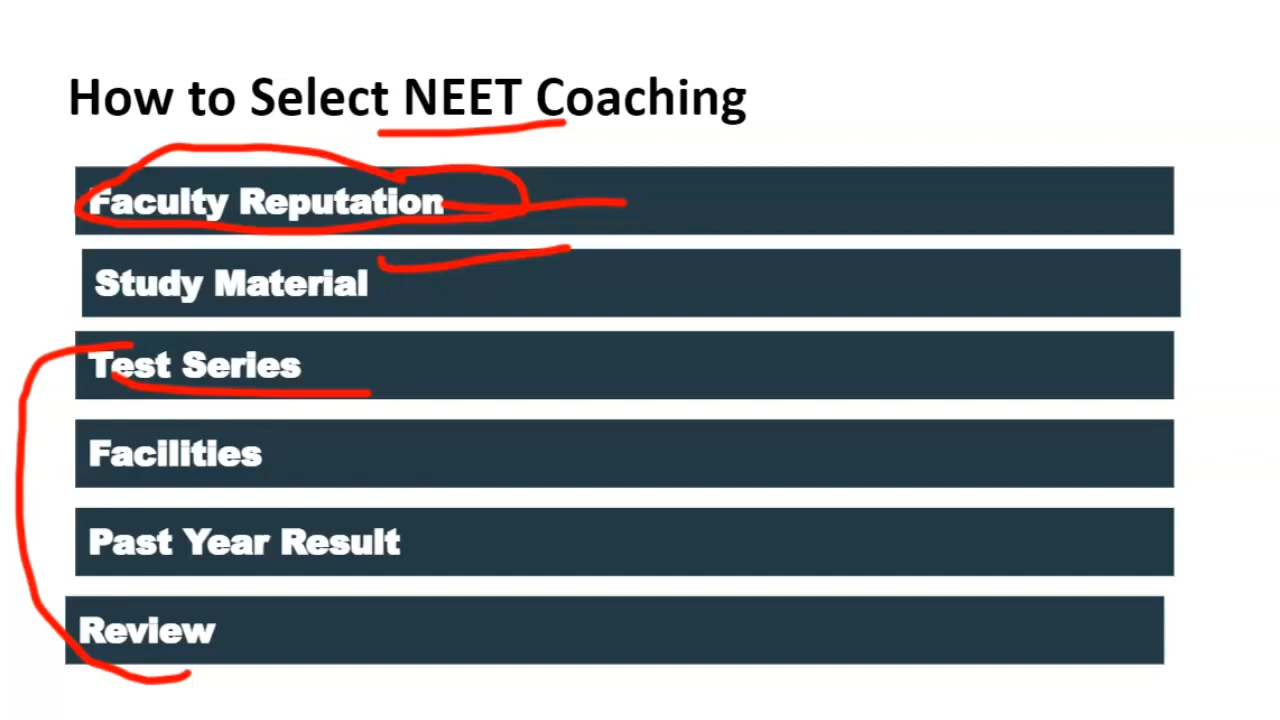 How to Select NEET Coaching
Faculty Reputation
Study Material
Test Series
Facilities
Past Year Result
Review